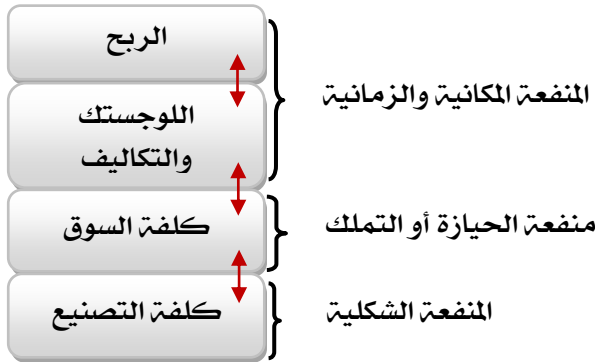 الربح
اللوجستك
والتكاليف
المنفعة المكانية والزمانية
كلفة السوق
منفعة الحيازة أو التملك
كلفة التصنيع
المنفعة الشكلية